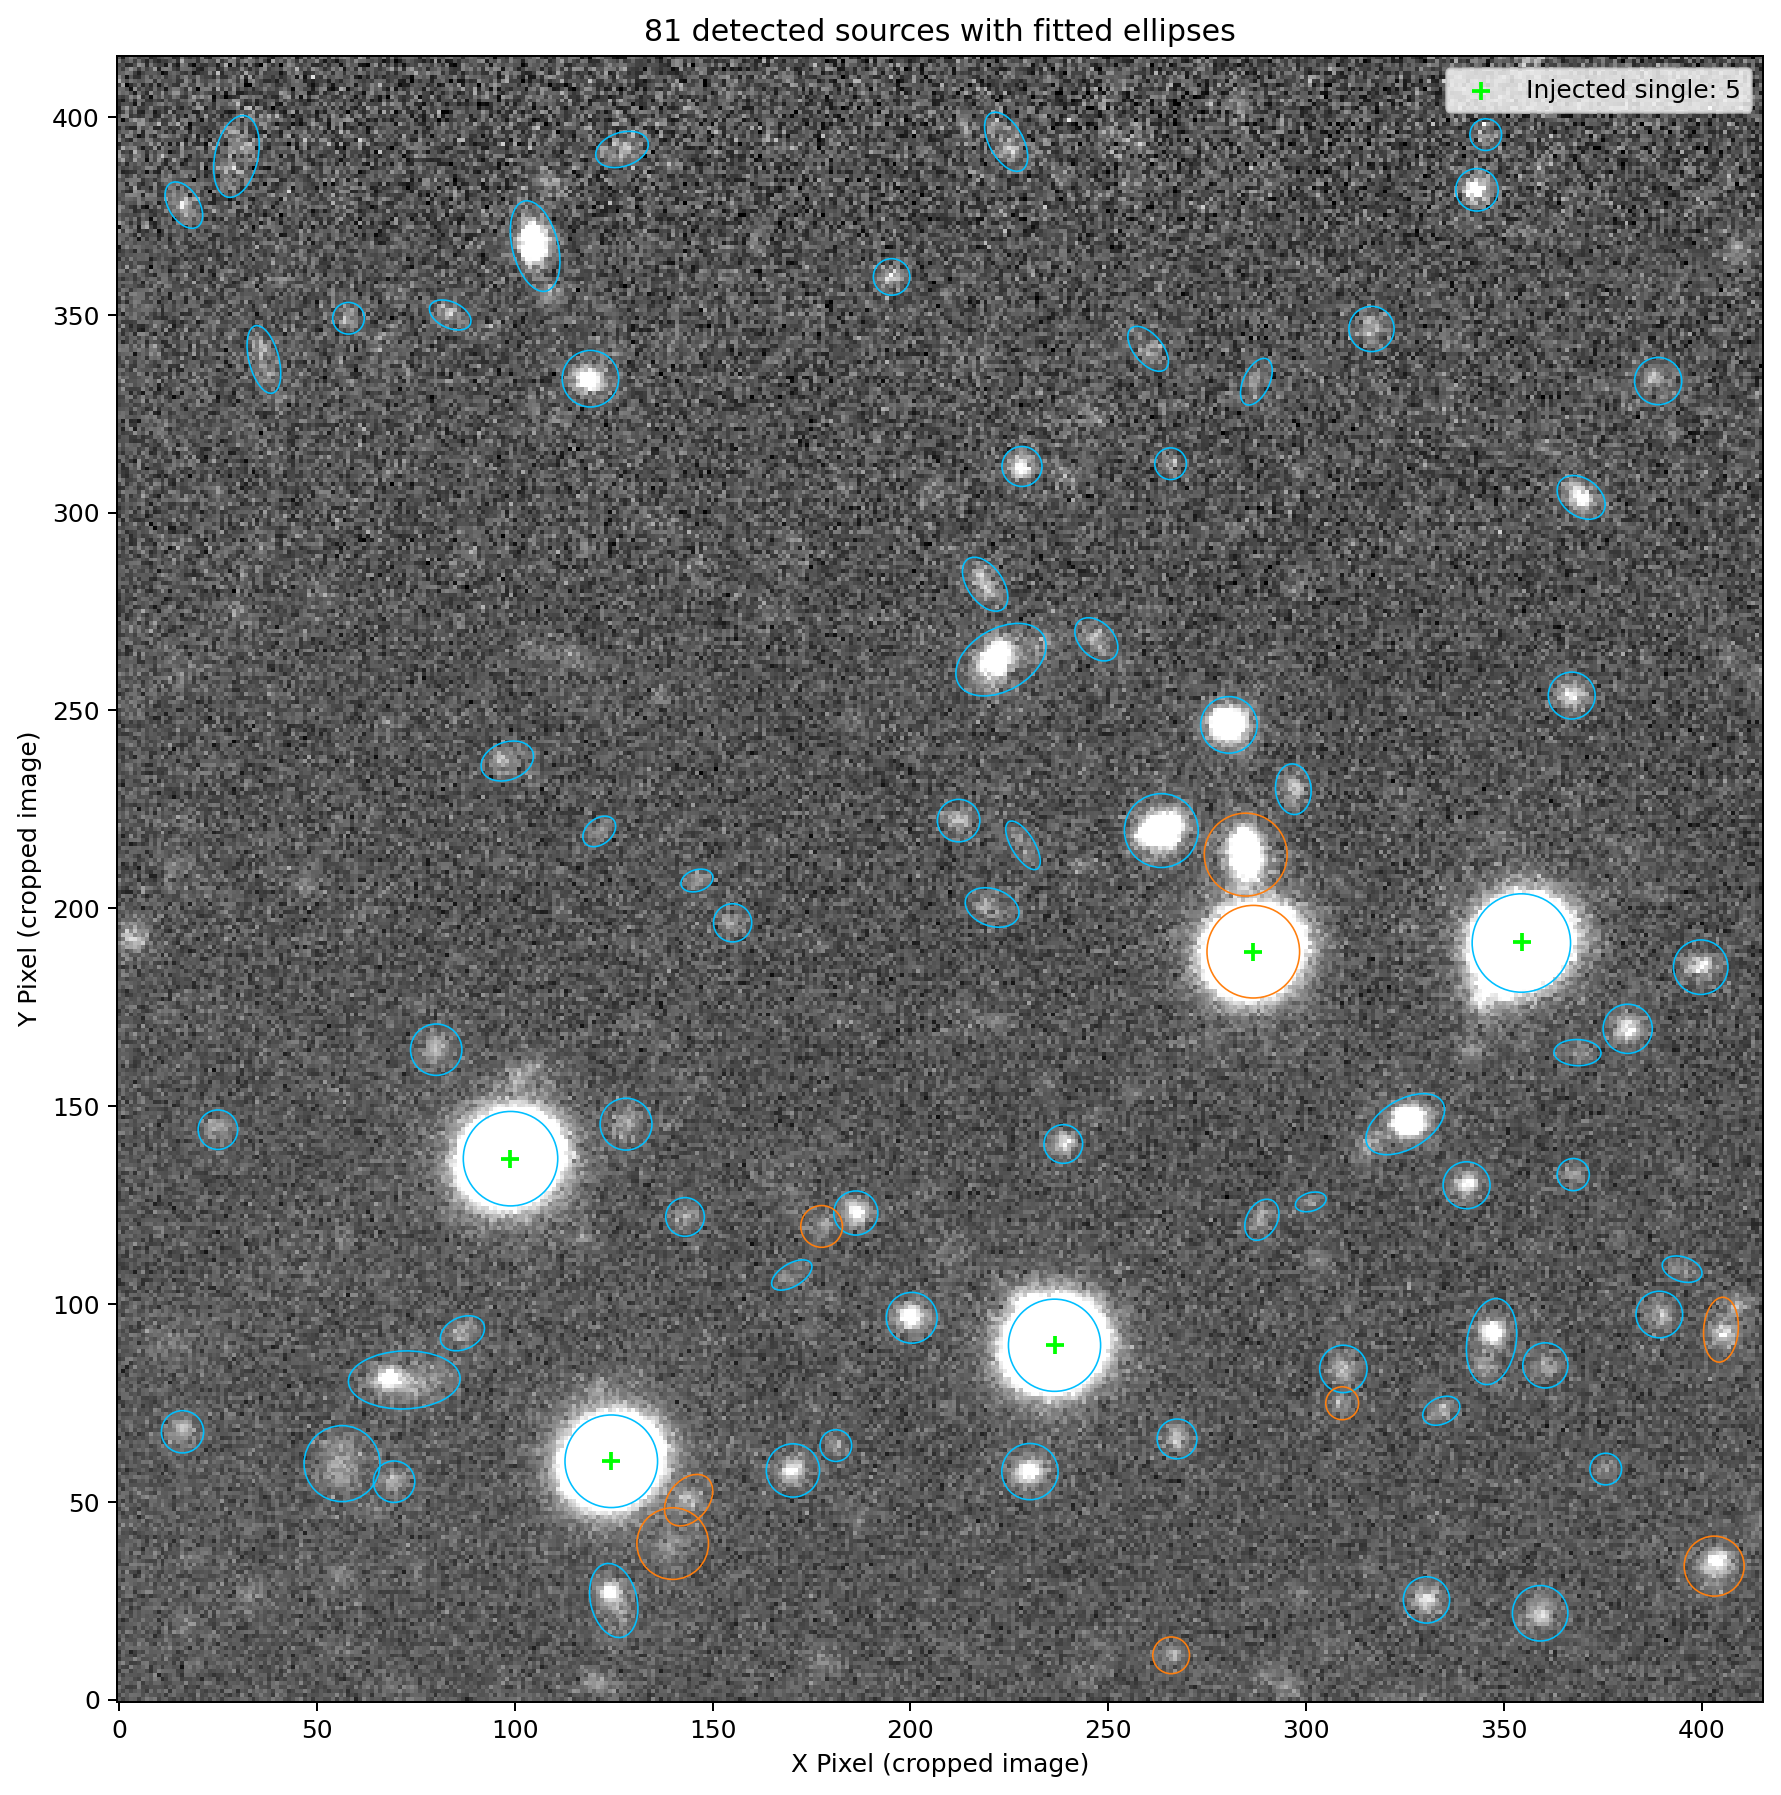 81 detected sources with fitted ellipses
Injected single: 5
400
350
300
250
200
150
100
50
0
Y Pixel (cropped image)
0 50 100 150 200 250 300 350 400
X Pixel (cropped image)